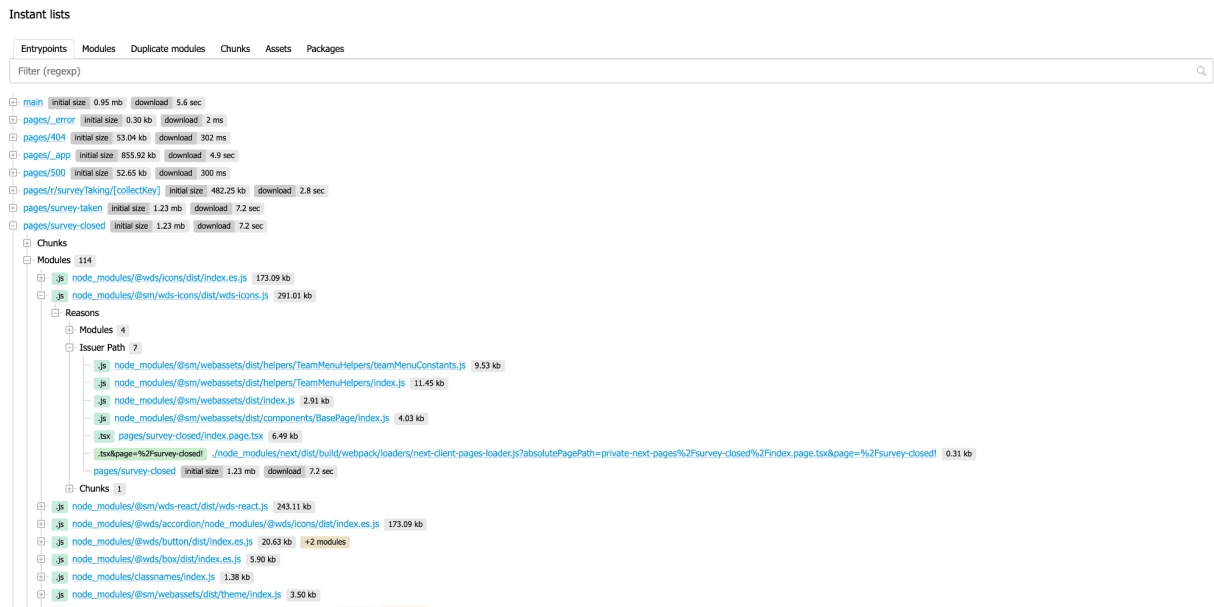 Instant lists
Entrypoints Modules Duplicate modules Chunks Assets Packages
Filter (regexp)
main initial size 0.95 mb download 5.6 sec
pages/_error initial size 0.30 kb download 2 ms
pages/404 initial size 53.04 kb download 302 ms
pages/_app initial size 855.92 kb download 4.9 sec
pages/500 initial size 52.65 kb download 300 ms
pages/r/surveyTaking/[collectKey] initial size 482.25 kb download 2.8 sec
pages/survey-taken initial size 1.23 mb download 7.2 sec
pages/survey-closed initial size 1.23 mb download 7.2 sec
Chunks
Modules 114
.js node_modules/@wds/icons/dist/index.es.js 173.09 kb
.js node_modules/@sm/wds-icons/dist/wds-icons.js 291.01 kb
Reasons
Modules 4
Issuer Path 7
.js node_modules/@sm/webassets/dist/helpers/TeamMenuHelpers/teamMenuConstants.js 9.53 kb
.js node_modules/@sm/webassets/dist/helpers/TeamMenuHelpers/index.js 11.45 kb
.js node_modules/@sm/webassets/dist/index.js 2.91 kb
.js node_modules/@sm/webassets/dist/components/BasePage/index.js 4.03 kb
.tsx pages/survey-closed/index.page.tsx 6.49 kb
.tsx&page=%2Fsurvey-closed! ./node_modules/next/dist/build/webpack/loaders/next-client-pages-loader.js?absolutePagePath=private-next-pages%2Fsurvey-closed%2Findex.page.tsx&page=%2Fsurvey-closed! 0.31 kb
pages/survey-closed initial size 1.23 mb download 7.2 sec
Chunks 1
.js node_modules/@sm/wds-react/dist/wds-react.js 243.11 kb
.js node_modules/@wds/accordion/node_modules/@wds/icons/dist/index.es.js 173.09 kb
.js node_modules/@wds/button/dist/index.es.js 20.63 kb +2 modules
.js node_modules/@wds/box/dist/index.es.js 5.90 kb
.js node_modules/classnames/index.js 1.38 kb
.js node_modules/@sm/webassets/dist/theme/index.js 3.50 kb